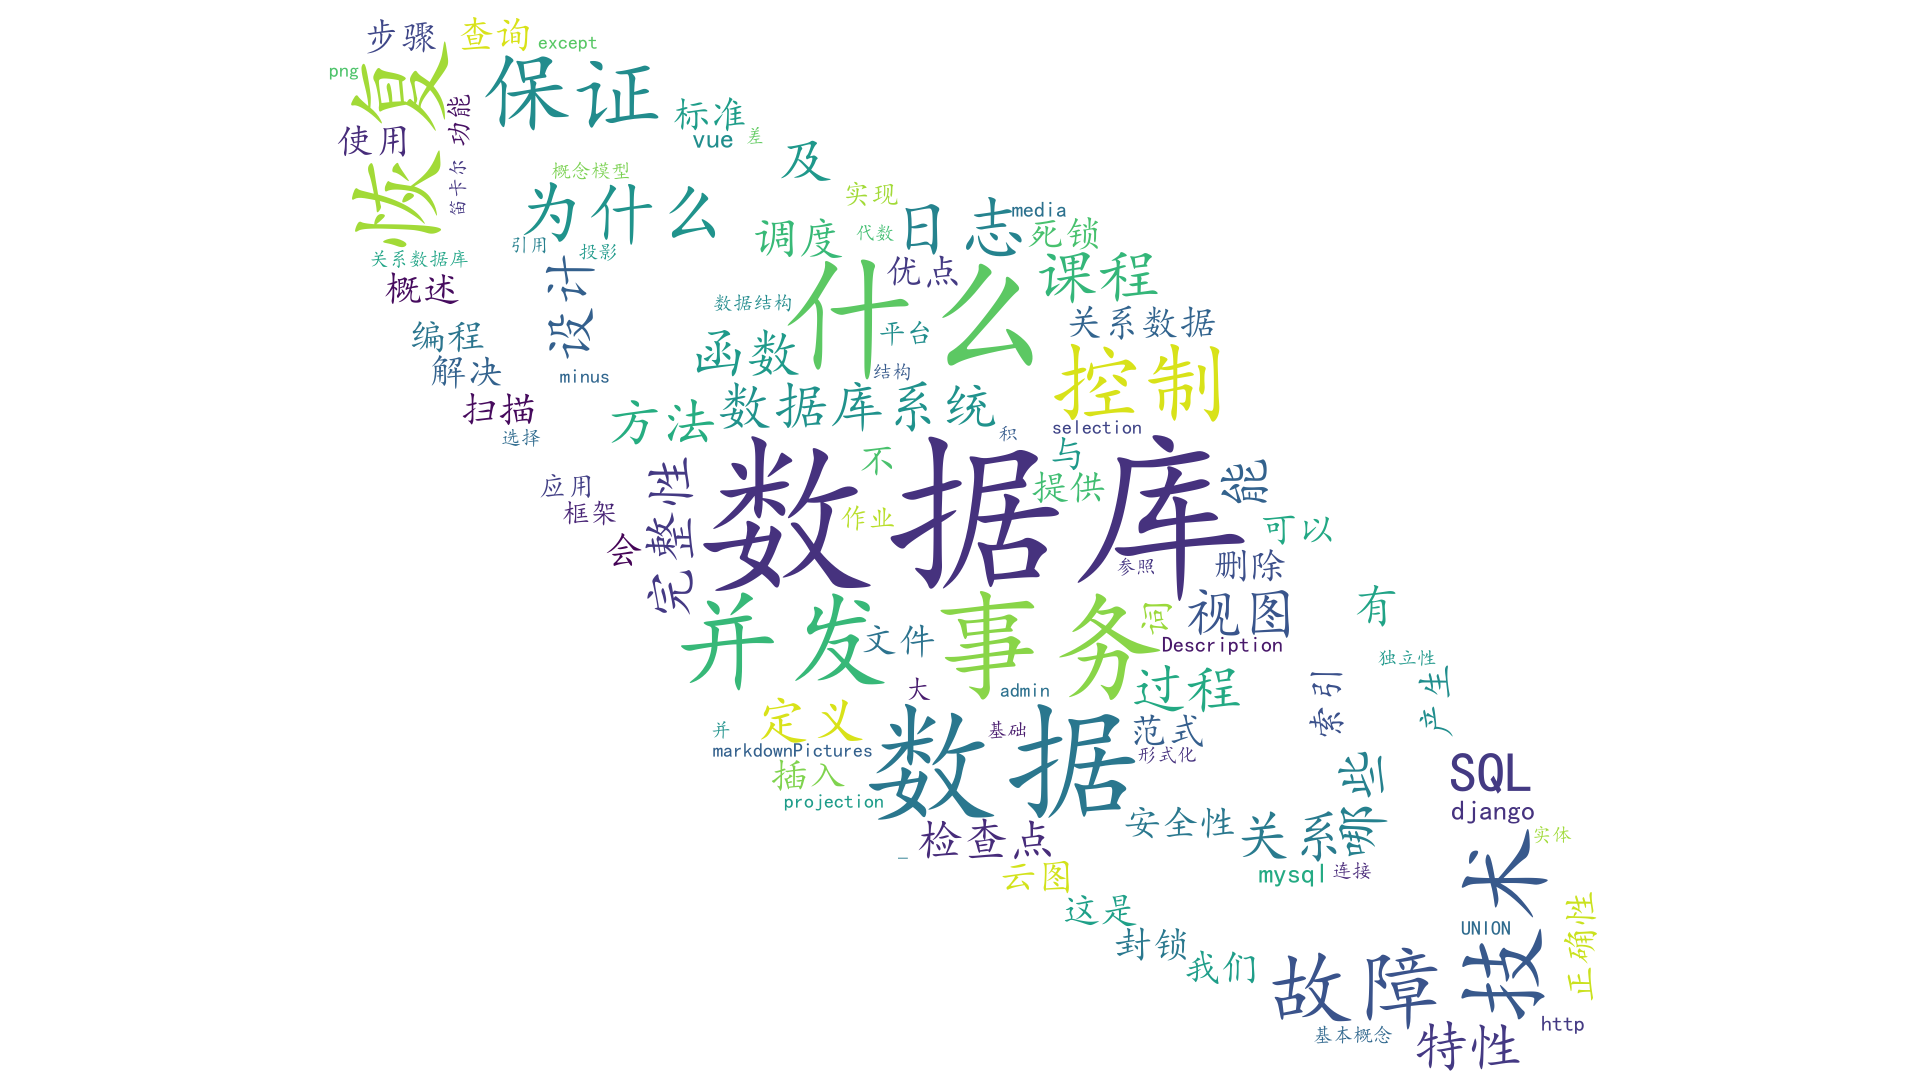 步骤
查询
except
png
恢复
保证
功能
使用
标准
vue
差
及
概念模型
笛卡尔
为什么
实现
日志
media
引用
投影
调度
代数
死锁
关系数据库
概述
设计
优点
什么
课程
数据结构
编程
函数
平台
关系数据
解决
minus
结构
控制
扫描
方法
数据库系统
selection
选择
积
不
与
完整性
数据库
提供
能
应用
框架
作业
可以
会
参照
删除
并发
事务
词
视图
有
文件
Description
独立性
大
admin
过程
索引
产生
并
定义
数据
基础
范式
markdownPictures
形式化
插入
projection
哪些
SQL
django
检查点
安全性
关系
实体
云图
mysql
连接
技术
这是
正确性
封锁
UNION
我们
故障
http
基本概念
特性